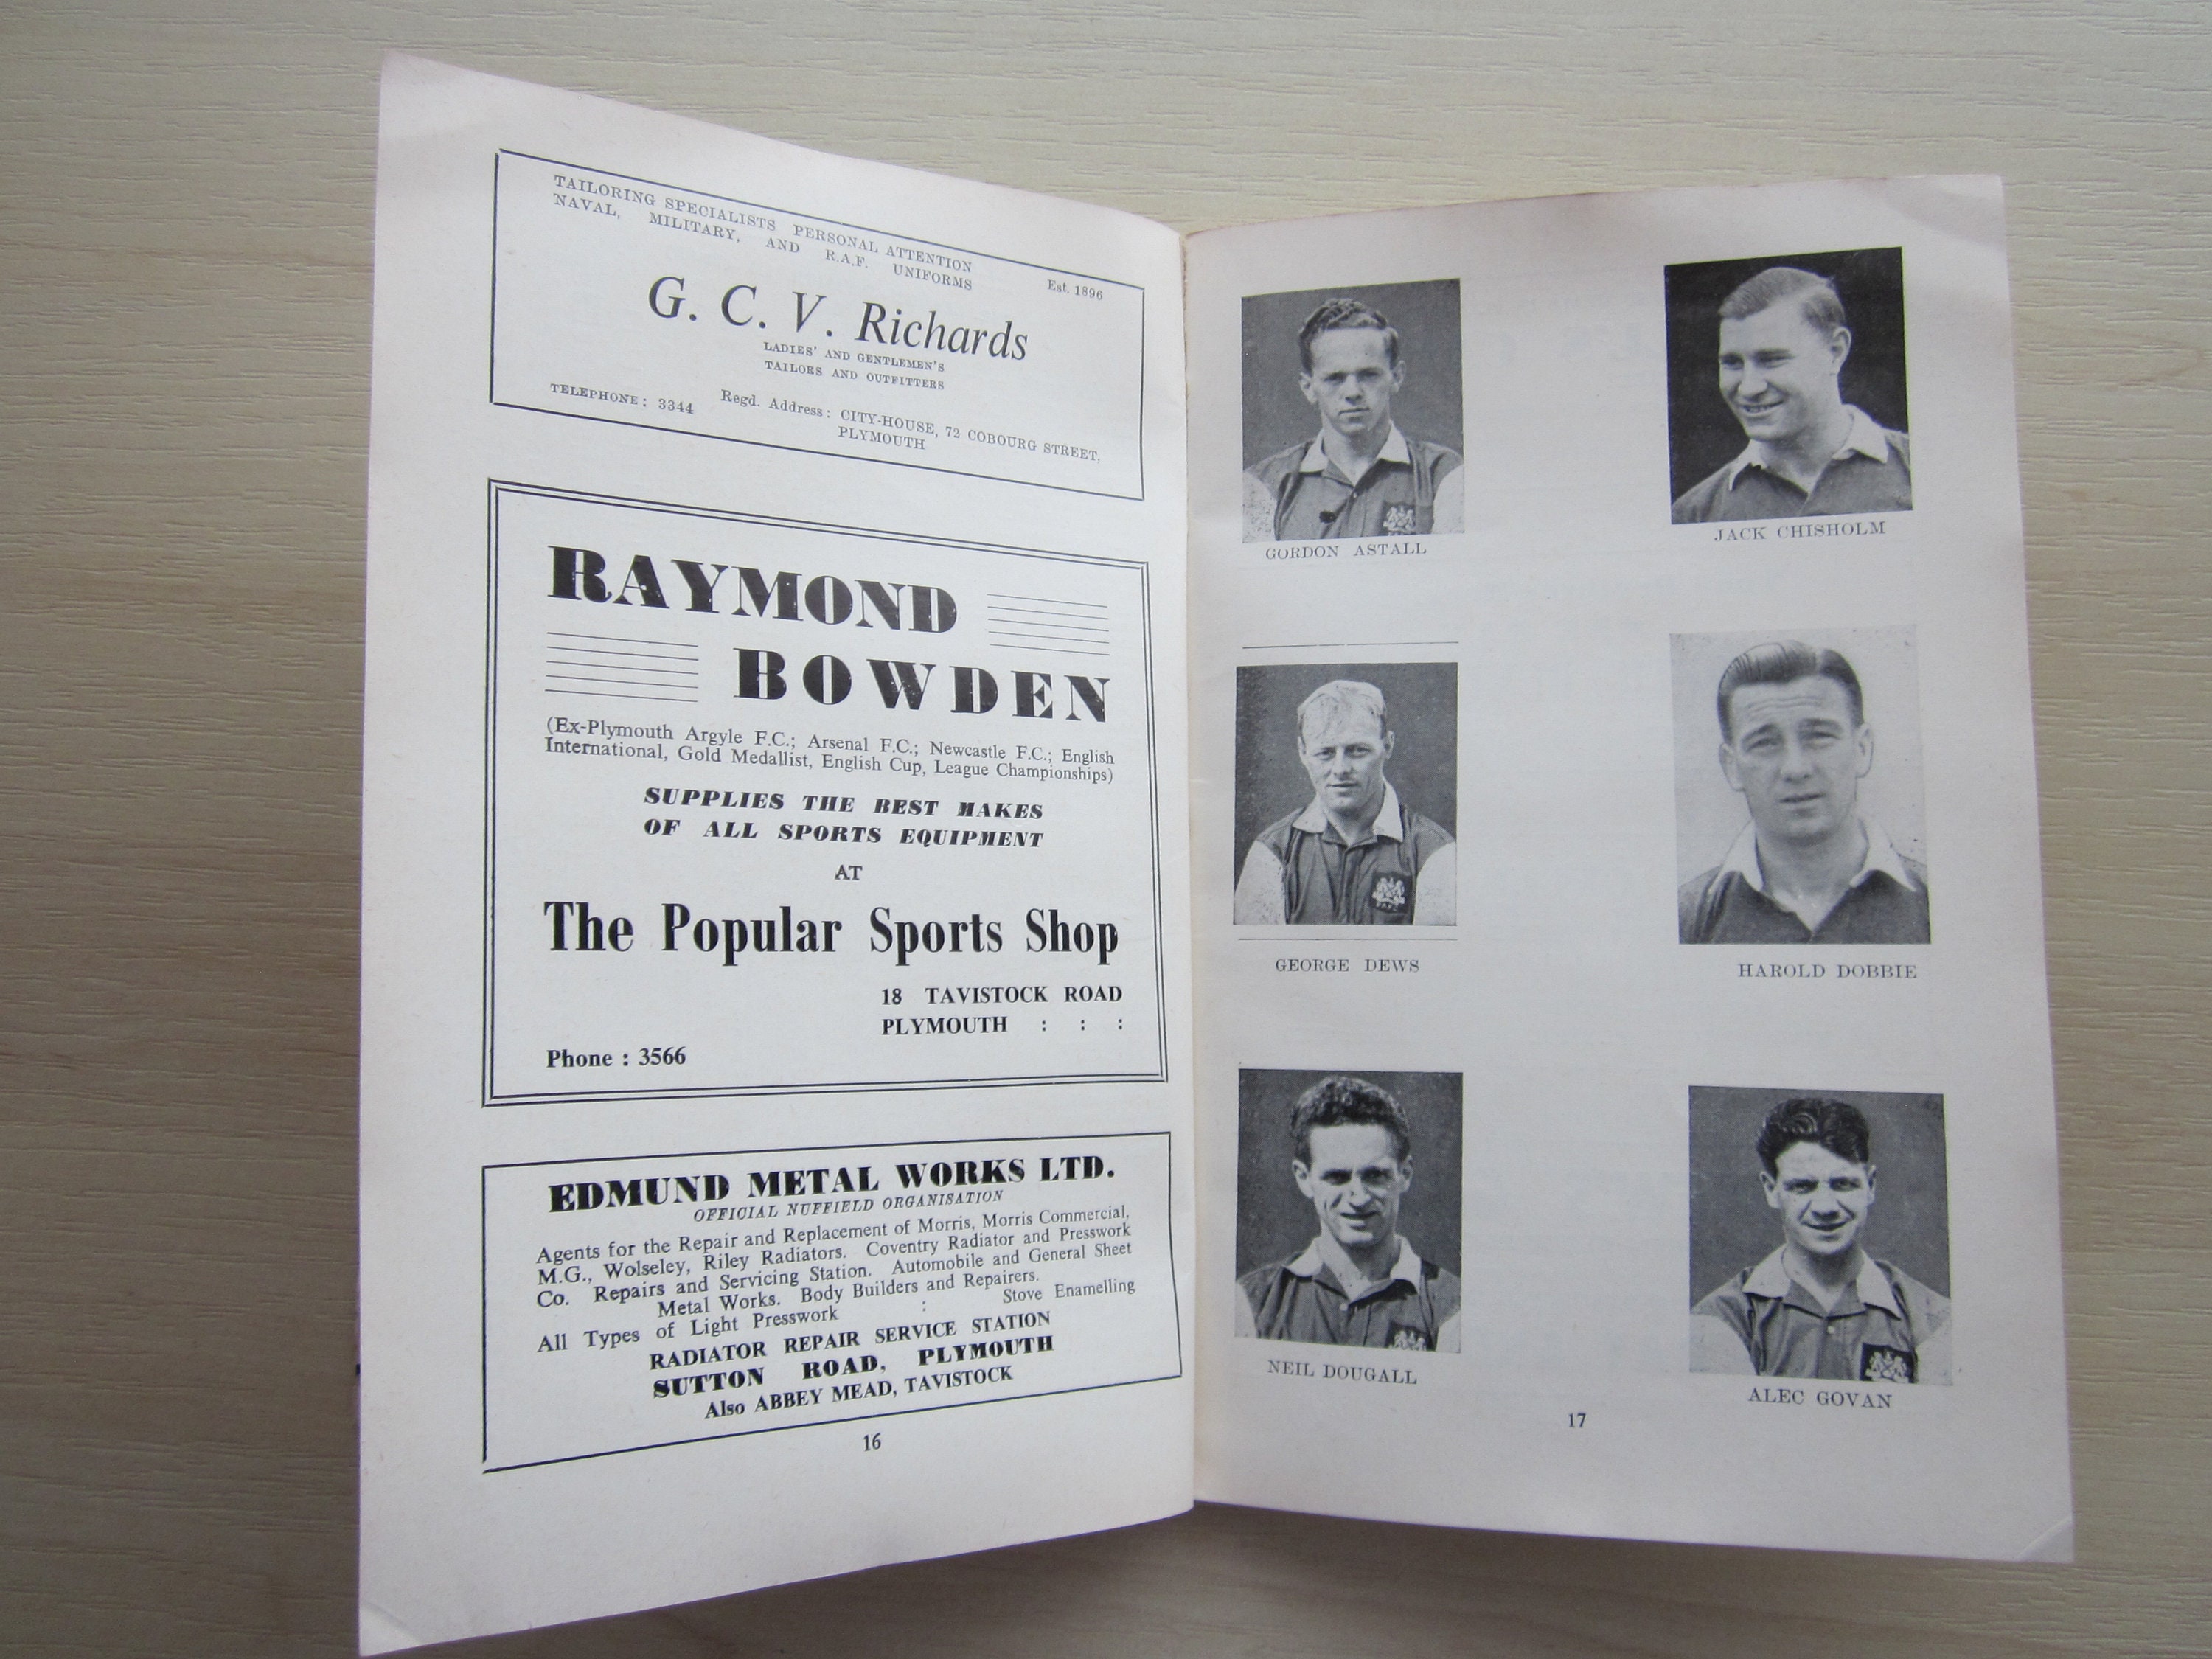 TAILORING SPECIALISTS PERSONAL ATTENTION
NAVAL, MILITARY, AND R.A.F. UNIFORMS
Est. 1896
G. C. V. Richards
LADIES' AND GENTLEMEN'S
TAILORS AND OUTFITTERS
TELEPHONE: 3344 Regd. Address: CITY-HOUSE, 72 COBOURG STREET,
PLYMOUTH
RAYMOND
BOWDEN
(Ex-Plymouth Argyle F.C.; Arsenal F.C.; Newcastle F.C.; English
International, Gold Medallist, English Cup, League Championships)
SUPPLIES THE BEST MAKES
OF ALL SPORTS EQUIPMENT
AT
The Popular Sports Shop
18 TAVISTOCK ROAD
PLYMOUTH : : :
Phone : 3566
EDMUND METAL WORKS LTD.
OFFICIAL NUFFIELD ORGANISATION
Agents for the Repair and Replacement of Morris, Morris Commercial,
M.G., Wolseley, Riley Radiators. Coventry Radiator and Presswork
Co. Repairs and Servicing Station. Automobile and General Sheet
Metal Works. Body Builders and Repairers.
All Types of Light Presswork : Stove Enamelling
RADIATOR REPAIR SERVICE STATION
SUTTON ROAD, PLYMOUTH
Also ABBEY MEAD, TAVISTOCK
16
GORDON ASTALL
JACK CHISHOLM
GEORGE DEWS
HAROLD DOBBIE
NEIL DOUGALL
ALEC GOVAN
17